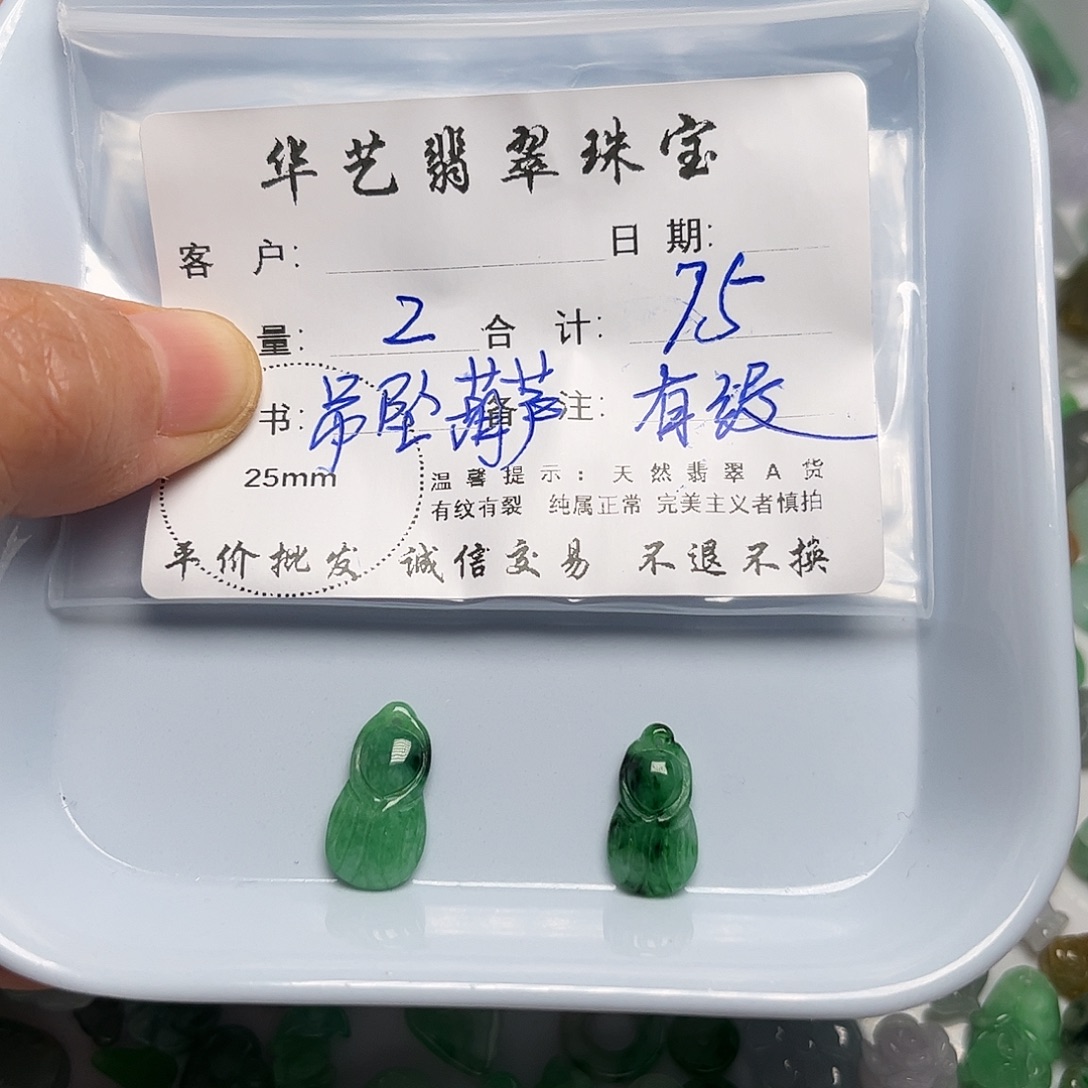 华艺翡翠珠宝
客 户: 日 期:
量: 2 合 计: 75
书: 吊坠葫芦 备注: 有纹
25mm
温馨提示:天然翡翠A货
有纹有裂 纯属正常 完美主义者慎拍
平价批发 诚信交易 不退不换